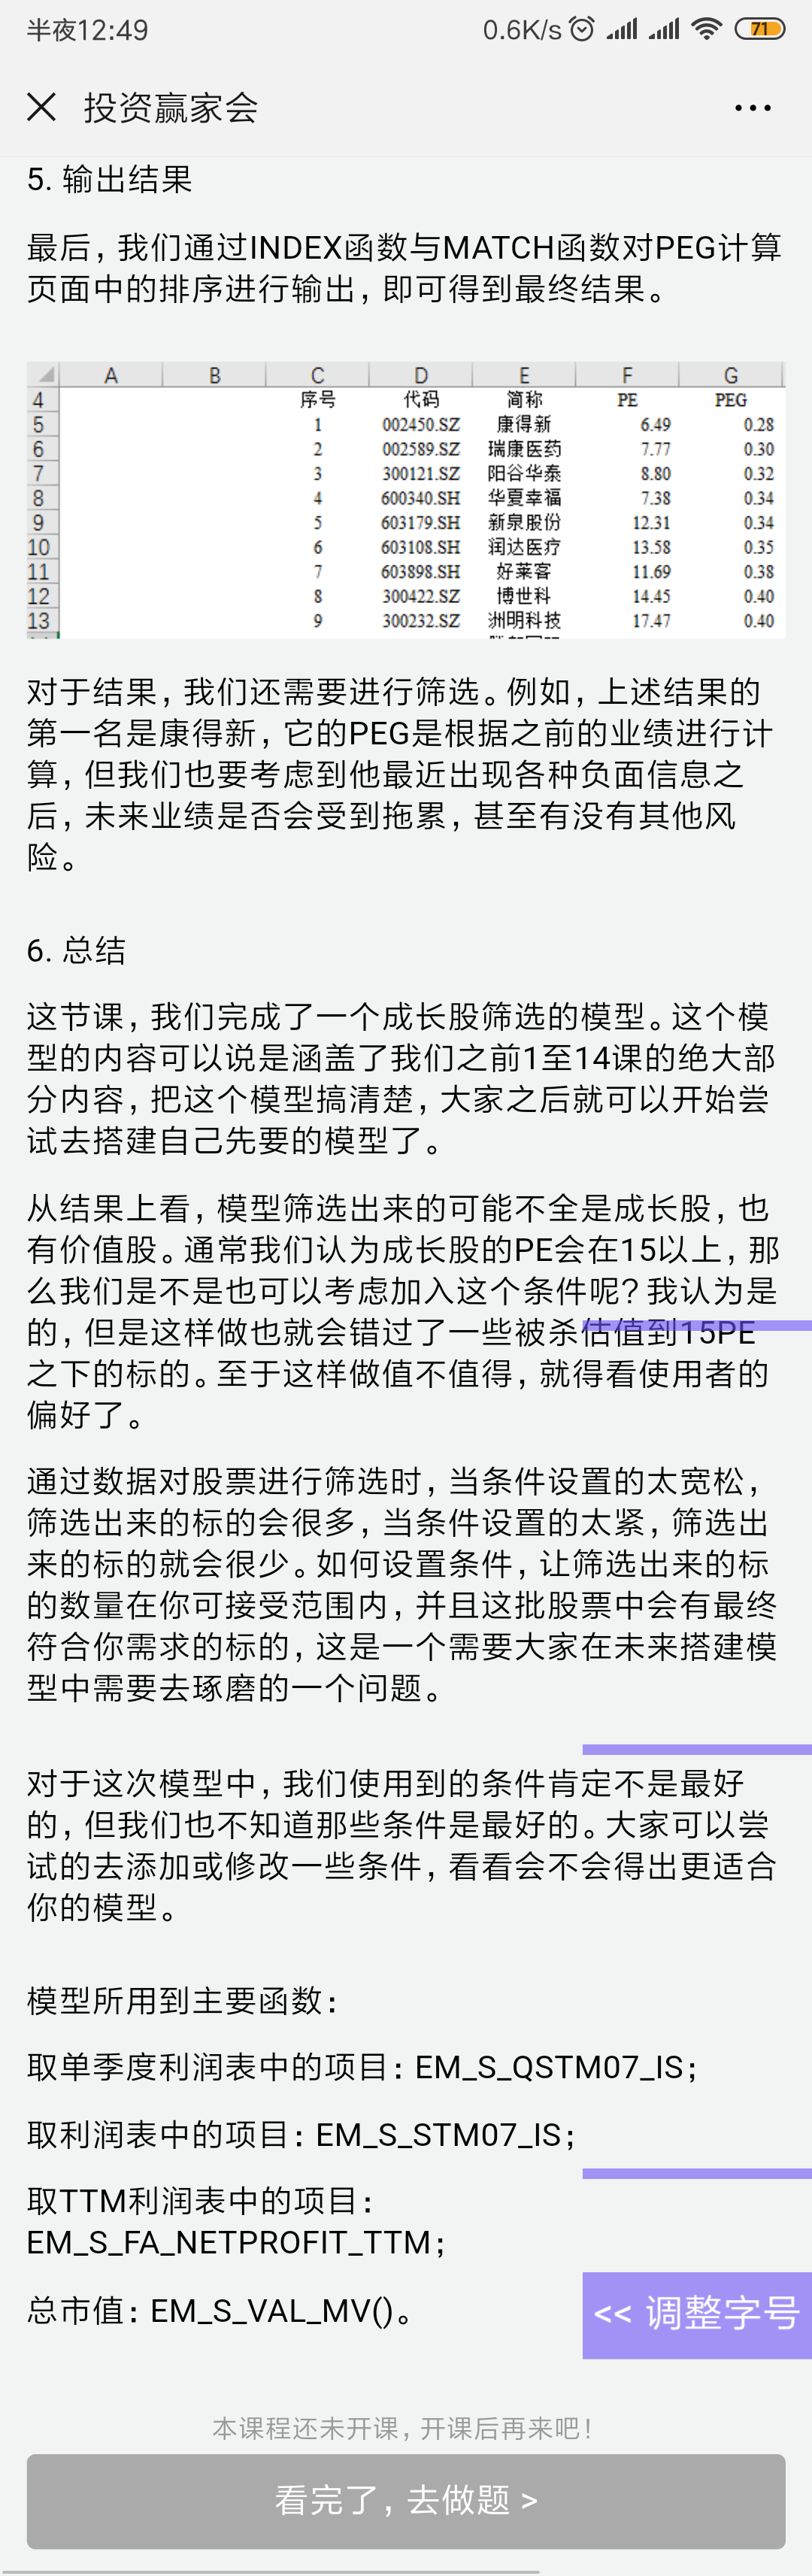 半夜12:49 0.6K/s 71
投资赢家会
5. 输出结果
最后，我们通过INDEX函数与MATCH函数对PEG计算
页面中的排序进行输出，即可得到最终结果。
A B C D E F G
4 序号 代码 简称 PE PEG
5 1 002450.SZ 康得新 6.49 0.28
6 2 002589.SZ 瑞康医药 7.77 0.30
7 3 300121.SZ 阳谷华泰 8.80 0.32
8 4 600340.SH 华夏幸福 7.38 0.34
9 5 603179.SH 新泉股份 12.31 0.34
10 6 603108.SH 润达医疗 13.58 0.35
11 7 603898.SH 好莱客 11.69 0.38
12 8 300422.SZ 博世科 14.45 0.40
13 9 300232.SZ 洲明科技 17.47 0.40
对于结果，我们还需要进行筛选。例如，上述结果的
第一名是康得新，它的PEG是根据之前的业绩进行计
算，但我们也要考虑到他最近出现各种负面信息之
后，未来业绩是否会受到拖累，甚至有没有其他风
险。
6. 总结
这节课，我们完成了一个成长股筛选的模型。这个模
型的内容可以说是涵盖了我们之前1至14课的绝大部
分内容，把这个模型搞清楚，大家之后就可以开始尝
试去搭建自己先要的模型了。
从结果上看，模型筛选出来的可能不全是成长股，也
有价值股。通常我们认为成长股的PE会在15以上，那
么我们是不是也可以考虑加入这个条件呢？我认为是
的，但是这样做也就会错过了一些被杀估值到15PE
之下的标的。至于这样做值不值得，就得看使用者的
偏好了。
通过数据对股票进行筛选时，当条件设置的太宽松，
筛选出来的标的会很多，当条件设置的太紧，筛选出
来的标的就会很少。如何设置条件，让筛选出来的标
的数量在你可接受范围内，并且这批股票中会有最终
符合你需求的标的，这是一个需要大家在未来搭建模
型中需要去琢磨的一个问题。
对于这次模型中，我们使用到的条件肯定不是最好
的，但我们也不知道那些条件是最好的。大家可以尝
试的去添加或修改一些条件，看看会不会得出更适合
你的模型。
模型所用到主要函数：
取单季度利润表中的项目：EM_S_QSTM07_IS；
取利润表中的项目：EM_S_STM07_IS；
取TTM利润表中的项目：
EM_S_FA_NETPROFIT_TTM；
总市值：EM_S_VAL_MV()。
<< 调整字号
本课程还未开课，开课后再来吧！
看完了，去做题 >